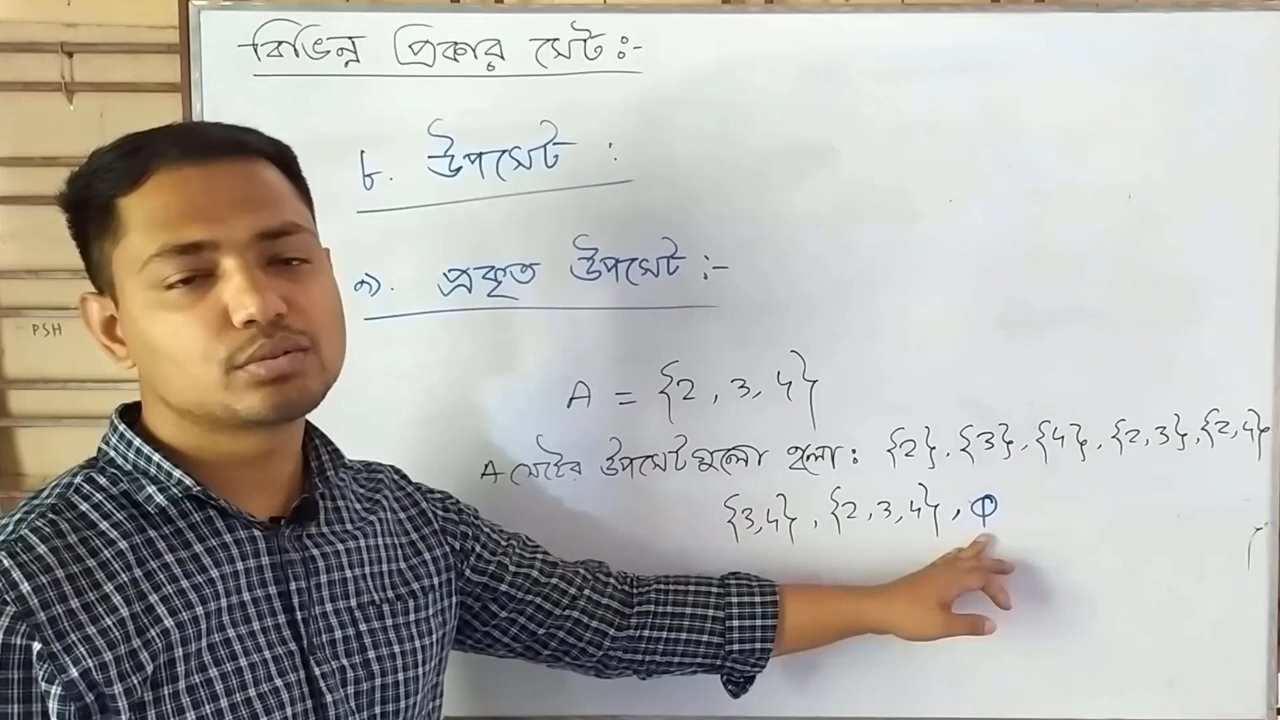 বিভিন্ন প্রকার সেট:-
৮. উপসেট :
৯. প্রকৃত উপসেট :-
PSH
A = {2, 3, 4}
A সেটের উপসেটগুলো হলো: {2}, {3}, {4}, {2,3}, {2,4}
{3,4}, {2,3,4}, Φ